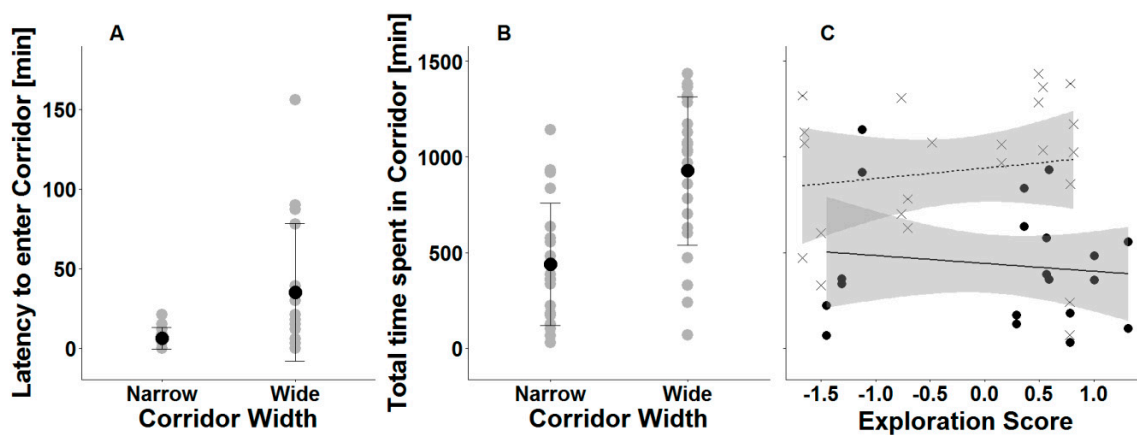 A
Latency to enter Corridor [min]
150
100
50
0
Narrow
Wide
Corridor Width
B
Total time spent in Corridor [min]
1500
1000
500
0
Narrow
Wide
Corridor Width
C
-1.5
-1.0
-0.5
0.0
0.5
1.0
Exploration Score